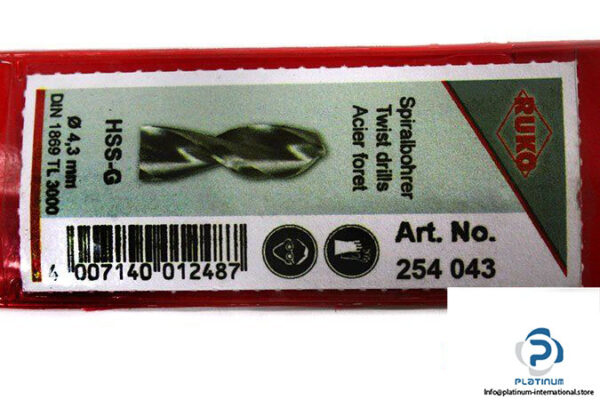 RUKO
Spiralbohrer
Twist drills
Acier foret
HSS-G
Ø 4,3 mm
DIN 1869 TL 3000
4 007140 012487
Art. No.
254 043
PLATINUM
Info@platinum-international.store